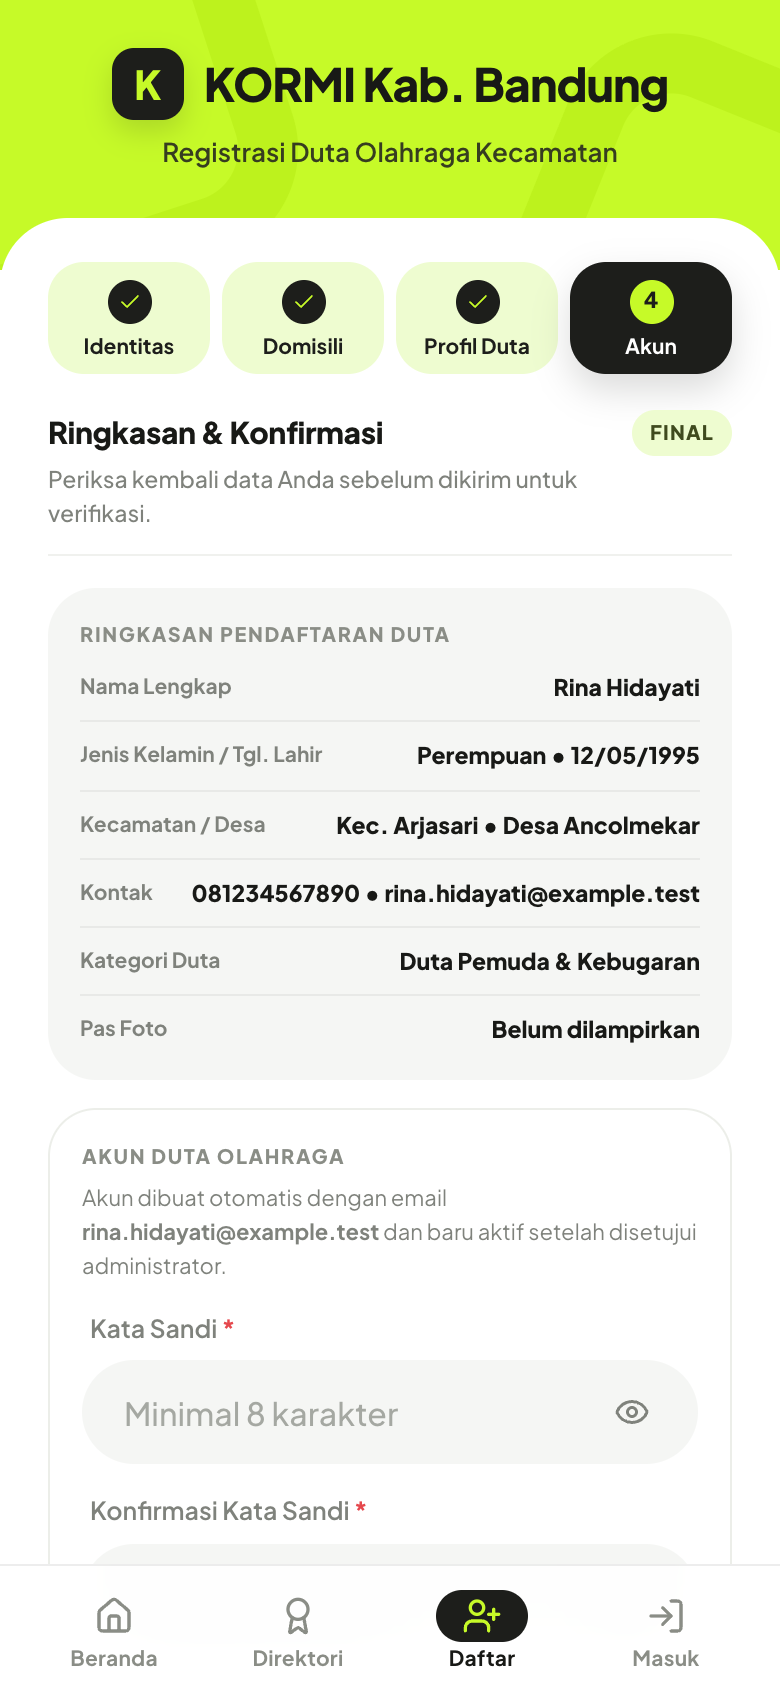 K KORMI Kab. Bandung
Registrasi Duta Olahraga Kecamatan
Identitas
Domisili
Profil Duta
4
Akun
Ringkasan & Konfirmasi
FINAL
Periksa kembali data Anda sebelum dikirim untuk
verifikasi.
RINGKASAN PENDAFTARAN DUTA
Nama Lengkap Rina Hidayati
Jenis Kelamin / Tgl. Lahir Perempuan ● 12/05/1995
Kecamatan / Desa Kec. Arjasari ● Desa Ancolmekar
Kontak 081234567890 ● rina.hidayati@example.test
Kategori Duta Duta Pemuda & Kebugaran
Pas Foto Belum dilampirkan
AKUN DUTA OLAHRAGA
Akun dibuat otomatis dengan email
rina.hidayati@example.test dan baru aktif setelah disetujui
administrator.
Kata Sandi *
Minimal 8 karakter
Konfirmasi Kata Sandi *
Beranda Direktori Daftar Masuk